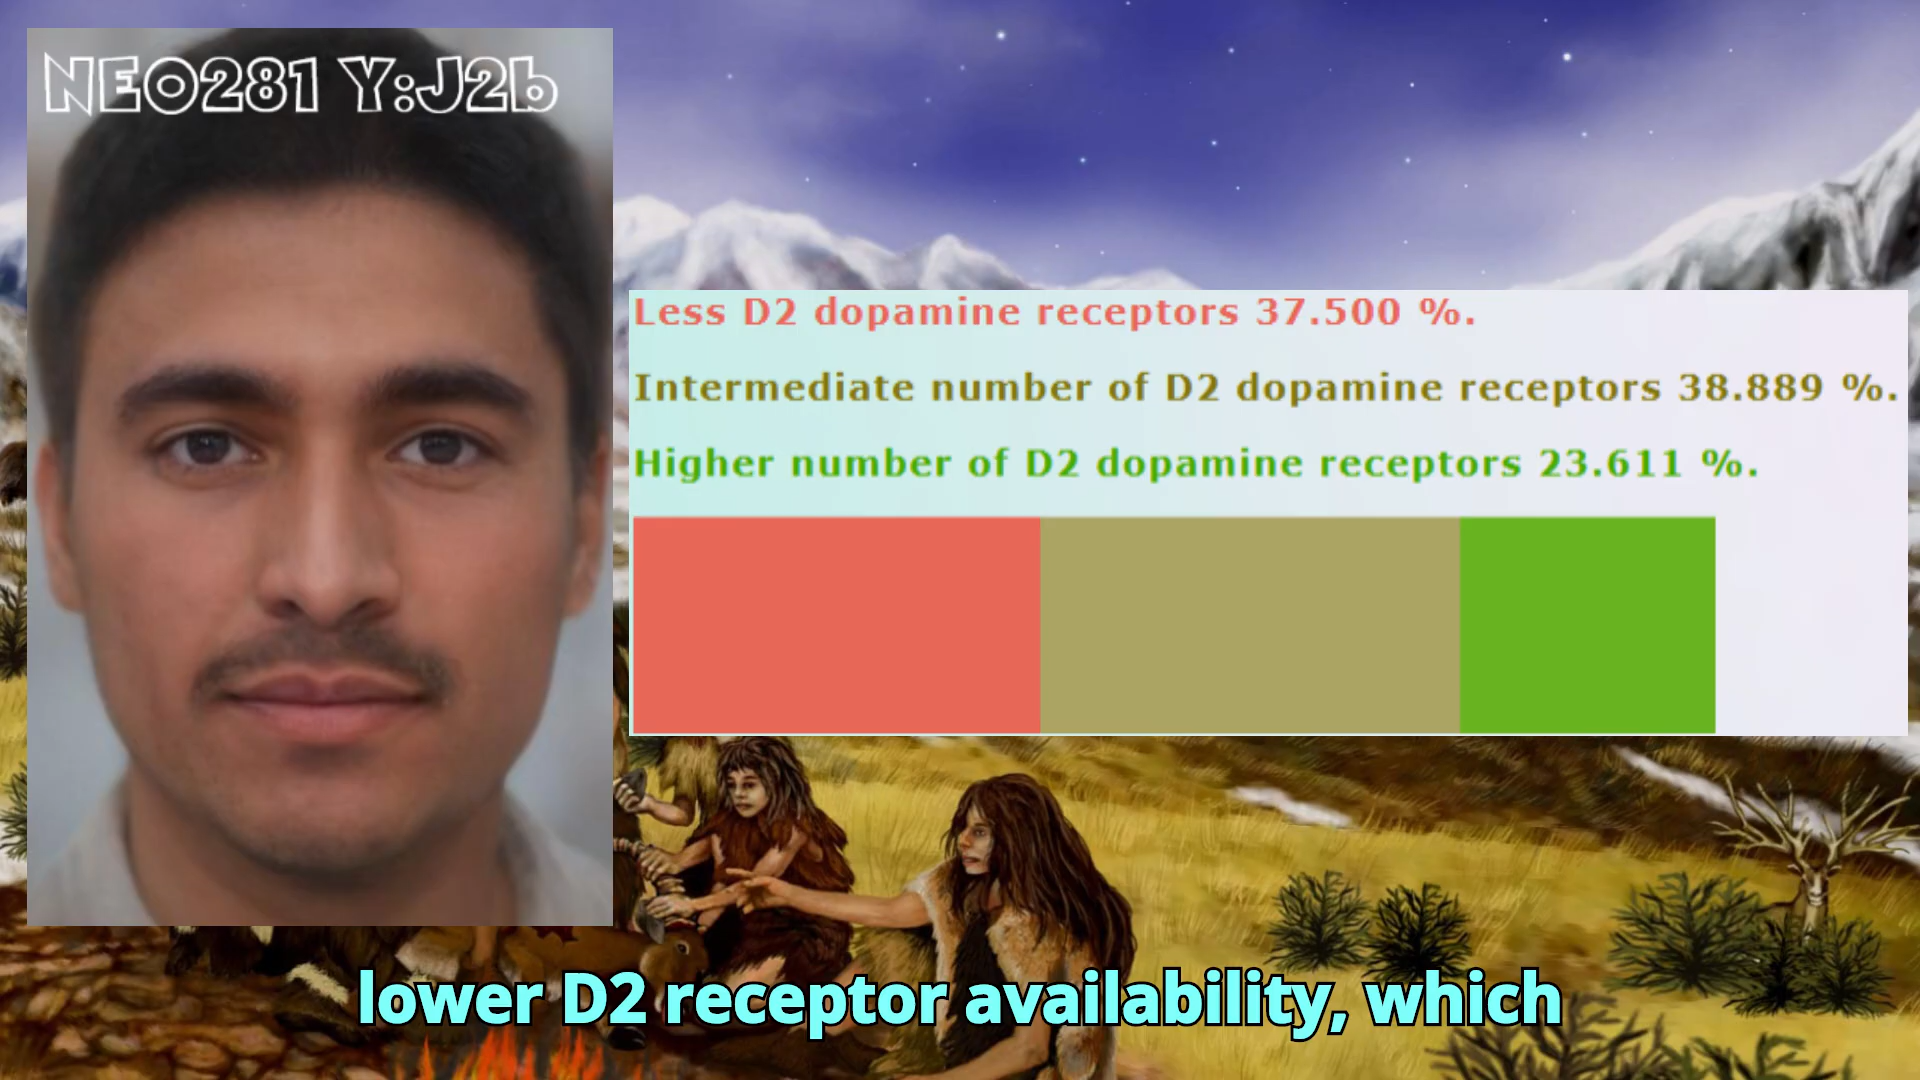 NEO281 Y:J2b
Less D2 dopamine receptors 37.500 %.
Intermediate number of D2 dopamine receptors 38.889 %.
Higher number of D2 dopamine receptors 23.611 %.
lower D2 receptor availability, which